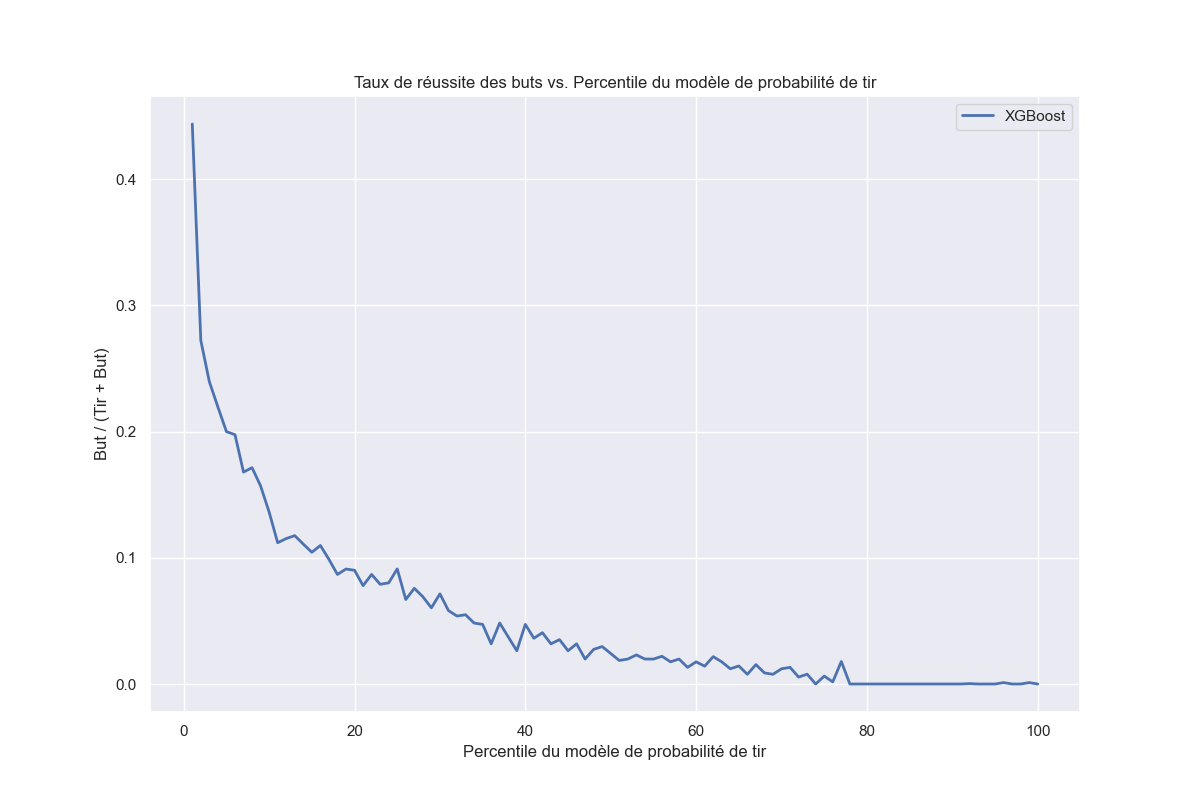 Taux de réussite des buts vs. Percentile du modèle de probabilité de tir
XGBoost
But / (Tir + But)
0.4
0.3
0.2
0.1
0.0
0
20
40
60
80
100
Percentile du modèle de probabilité de tir